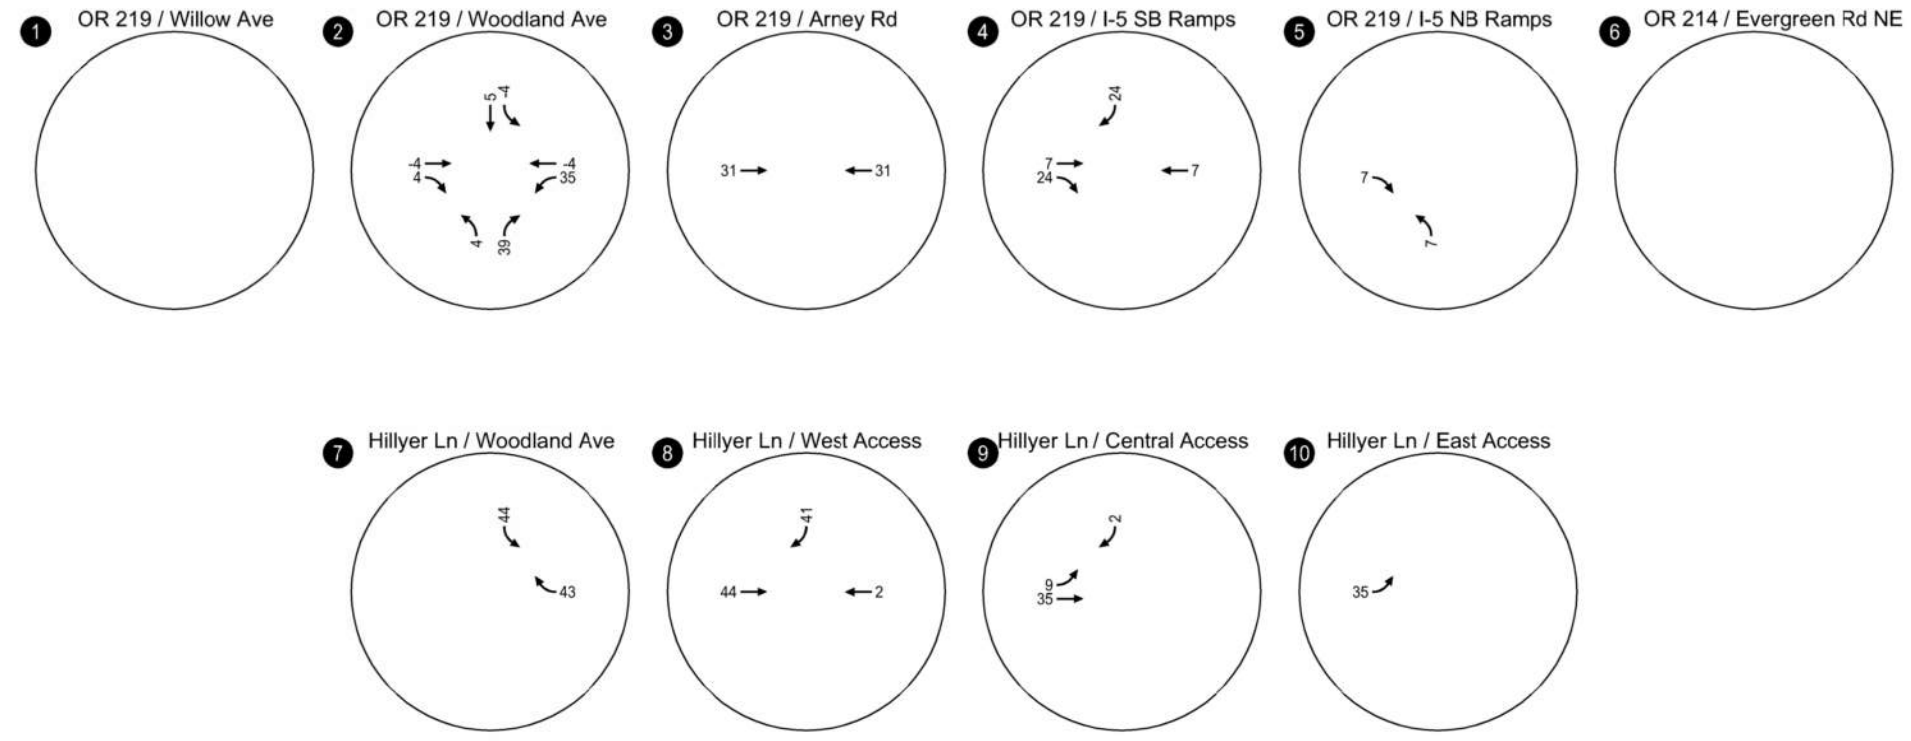 1 OR 219 / Willow Ave
2 OR 219 / Woodland Ave
5 -4
-4 -4
4 35
4 39
3 OR 219 / Arney Rd
31 31
4 OR 219 / I-5 SB Ramps
24
7 7
24
5 OR 219 / I-5 NB Ramps
7
7
6 OR 214 / Evergreen Rd NE
7 Hillyer Ln / Woodland Ave
44
43
8 Hillyer Ln / West Access
41
44 2
9 Hillyer Ln / Central Access
2
9
35
10 Hillyer Ln / East Access
35